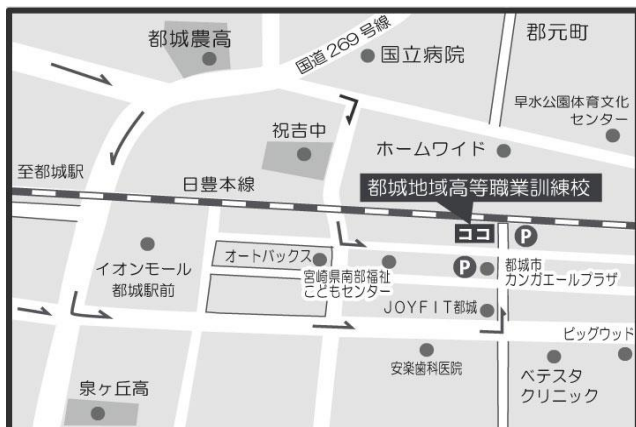 都城農高
国道269号線
国立病院
郡元町
早水公園体育文化
センター
祝吉中
ホームワイド
至都城駅
日豊本線
都城地域高等職業訓練校
ココ
P
イオンモール
都城駅前
オートバックス
宮崎県南部福祉
こどもセンター
P
都城市
カンガエールプラザ
JOYFIT都城
ビッグウッド
安楽歯科医院
ベテスタ
クリニック
泉ヶ丘高